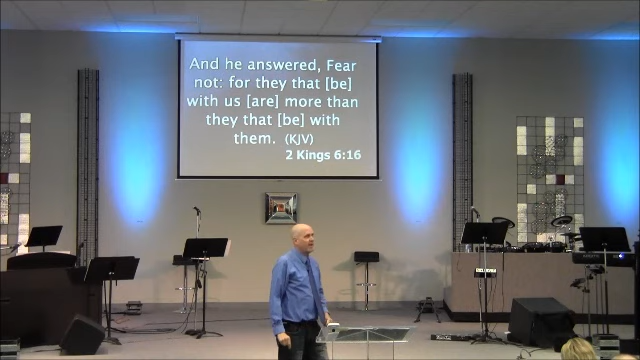 And he answered, Fear
not: for they that [be]
with us [are] more than
they that [be] with
them. (KJV)
2 Kings 6:16